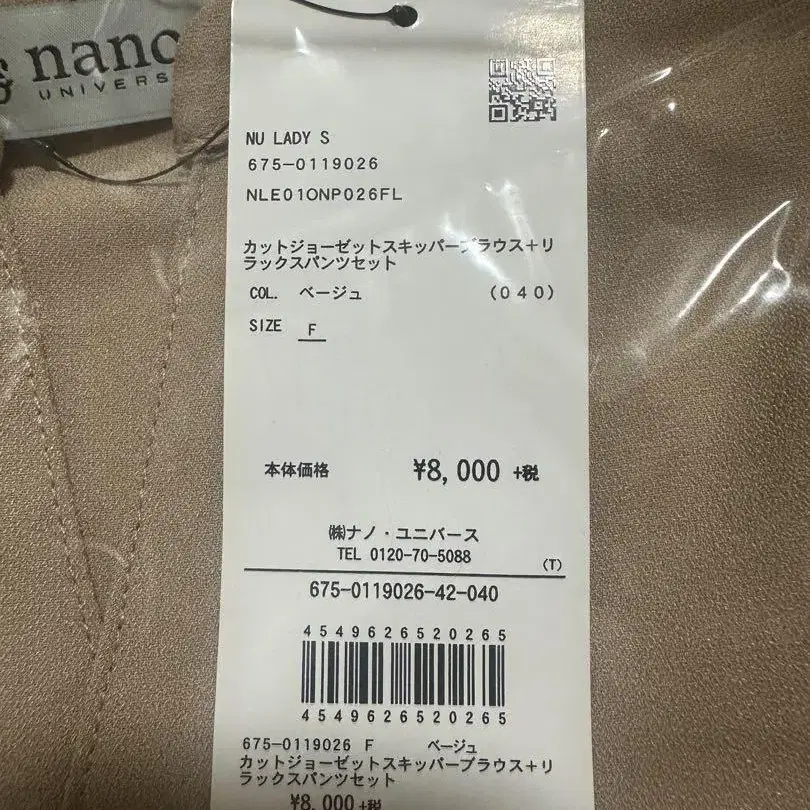 nano
UNIVERS
NU LADY S
675-0119026
NLE01ONP026FL
カットジョーゼットスキッパーブラウス＋リ
ラックスパンツセット
COL. ベージュ (040)
SIZE F
本体価格 ¥8,000 +税
㈱ナノ・ユニバース
TEL 0120-70-5088
(T)
675-0119026-42-040
4549626520265
4549626520265
675-0119026 F ベージュ
カットジョーゼットスキッパーブラウス＋リ
ラックスパンツセット
¥8,000 +税